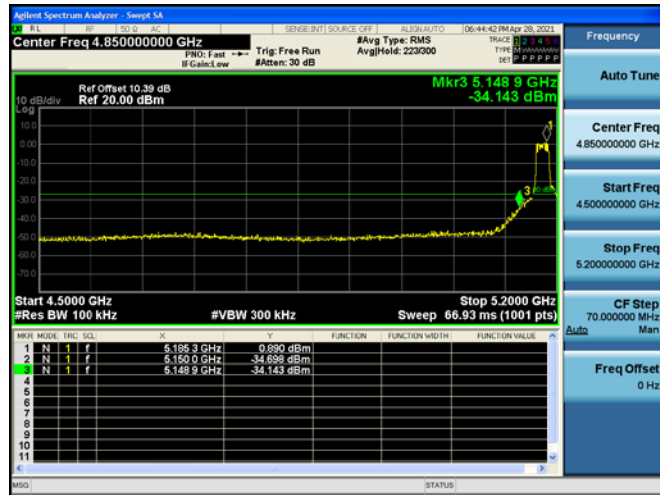 Agilent Spectrum Analyzer - Swept SA
RL RF 50 Ω AC SENSE:INT SOURCE OFF ALIGNAUTO 06:44:42 PM Apr 28, 2021
Center Freq 4.850000000 GHz
PNO: Fast
IFGain:Low
Trig: Free Run
#Atten: 30 dB
#Avg Type: RMS
Avg|Hold: 223/300
TRACE 1 2 3 4 5 6
TYPE M
DET P P P P P P
Mkr3 5.148 9 GHz
-34.143 dBm
Ref Offset 10.39 dB
10 dB/div Ref 20.00 dBm
Log
10.0
0.00
-10.0
-20.0
-30.0
-40.0
-50.0
-60.0
-70.0
1
3
Start 4.5000 GHz Stop 5.2000 GHz
#Res BW 100 kHz #VBW 300 kHz Sweep 66.93 ms (1001 pts)
MKR MODE TRC SCL X Y FUNCTION FUNCTION WIDTH FUNCTION VALUE
1 N 1 f 5.185 3 GHz 0.890 dBm
2 N 1 f 5.150 0 GHz -34.698 dBm
3 N 1 f 5.148 9 GHz -34.143 dBm
4
5
6
7
8
9
10
11
MSG STATUS
Frequency
Auto Tune
Center Freq
4.850000000 GHz
Start Freq
4.500000000 GHz
Stop Freq
5.200000000 GHz
CF Step
70.000000 MHz
Auto Man
Freq Offset
0 Hz